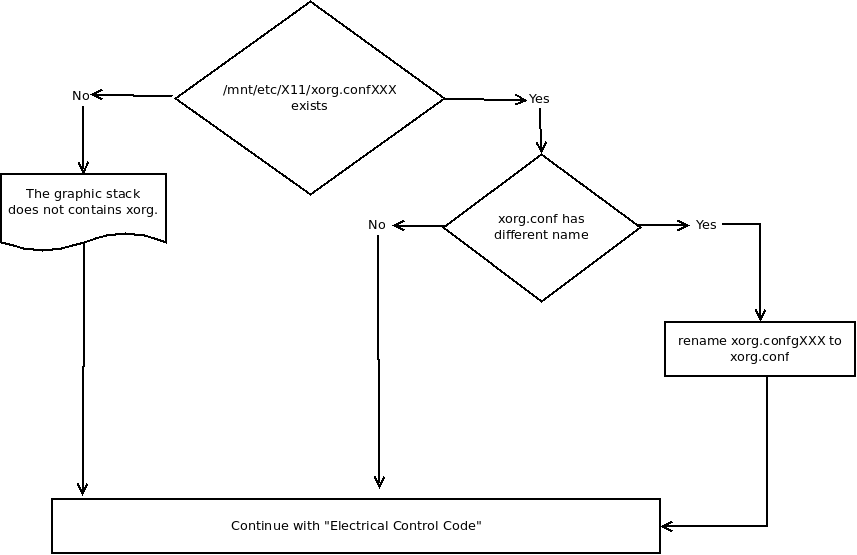 /mnt/etc/X11/xorg.confXXX
exists
No
Yes
The graphic stack
does not contains xorg.
xorg.conf has
different name
No
Yes
rename xorg.confgXXX to
xorg.conf
Continue with "Electrical Control Code"